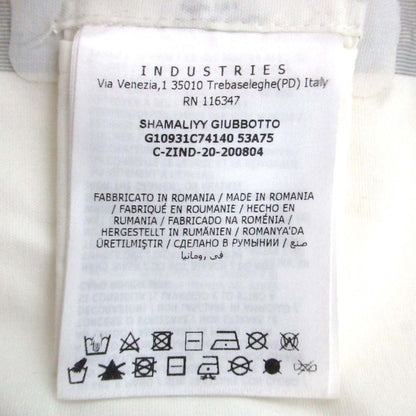 INDUSTRIES
Via Venezia,1 35010 Trebaseleghe(PD) Italy
RN 116347
SHAMALIYY GIUBBOTTO
G10931C74140 53A75
C-ZIND-20-200804
FABBRICATO IN ROMANIA / MADE IN ROMANIA
/ FABRIQUÉ EN ROUMANIE / HECHO EN
RUMANIA / FABRICADO NA ROMÉNIA /
HERGESTELLT IN RUMÄNIEN / ROMANYA'DA
ÜRETILMIŞTIR / СДЕЛАНО В РУМЫНИИ / صنع
في رومانيا